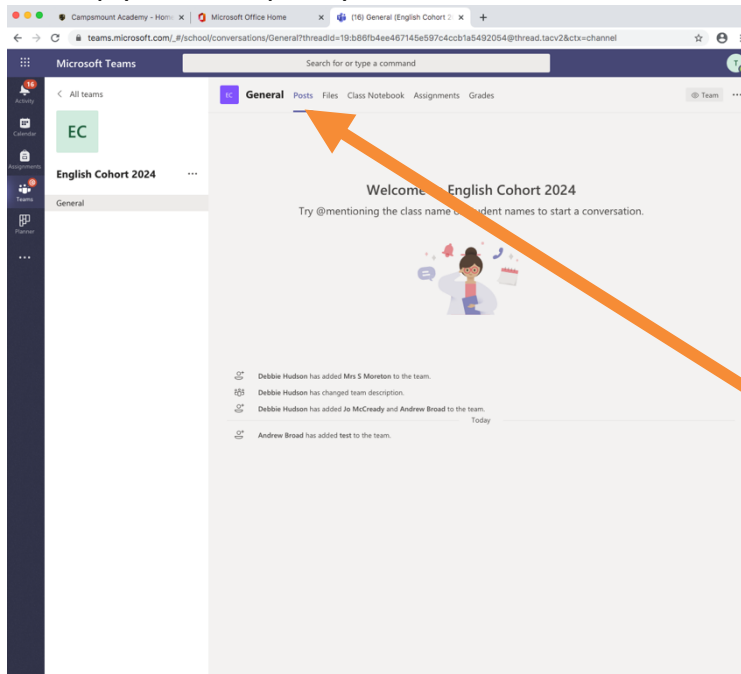 Campsmount Academy - Hom
Microsoft Office Home
(16) General (English Cohort 2
teams.microsoft.com/_#/school/conversations/General?threadId=19:b86fb4ee467145e597c4ccb1a5492054@thread.tacv2&ctx=channel
Microsoft Teams
Search for or type a command
T
16
Activity
Calendar
Assignments
Teams
Planner
All teams
EC
English Cohort 2024
General
EC
General Posts Files Class Notebook Assignments Grades
Team
Welcome English Cohort 2024
Try @mentioning the class name student names to start a conversation.
Debbie Hudson has added Mrs S Moreton to the team.
Debbie Hudson has changed team description.
Debbie Hudson has added Jo McCready and Andrew Broad to the team.
Today
Andrew Broad has added test to the team.